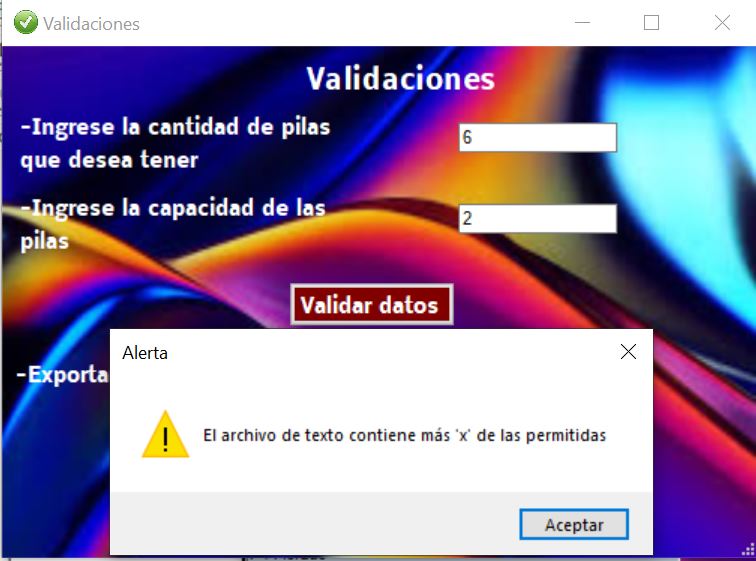 Validaciones
Validaciones
-Ingrese la cantidad de pilas
que desea tener
6
-Ingrese la capacidad de las
pilas
2
Validar datos
-Exporta
Alerta
El archivo de texto contiene más 'x' de las permitidas
Aceptar